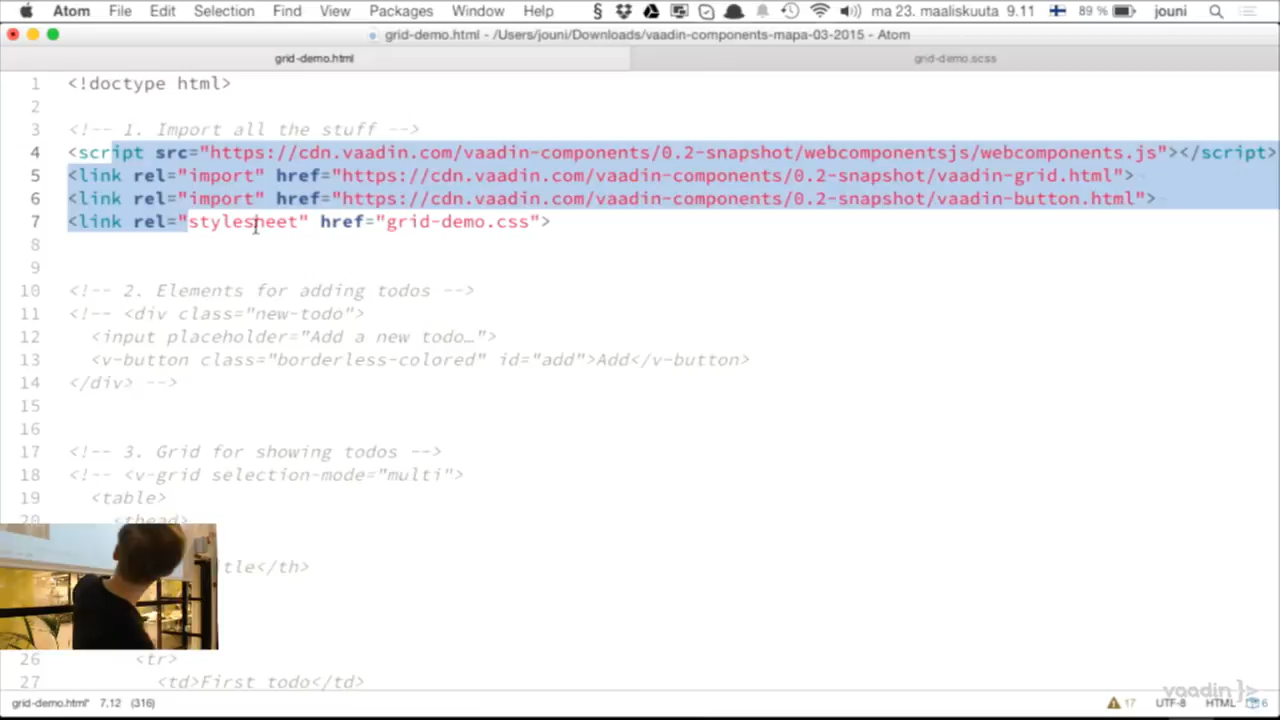 Atom File Edit Selection Find View Packages Window Help § ma 23. maaliskuuta 9.11 89 % jouni
grid-demo.html - /Users/jouni/Downloads/vaadin-components-mapa-03-2015 - Atom
grid-demo.html grid-demo.scss
1 <!doctype html>
2
3 <!-- 1. Import all the stuff -->
4 <script src="https://cdn.vaadin.com/vaadin-components/0.2-snapshot/webcomponentsjs/webcomponents.js"></script>
5 <link rel="import" href="https://cdn.vaadin.com/vaadin-components/0.2-snapshot/vaadin-grid.html">
6 <link rel="import" href="https://cdn.vaadin.com/vaadin-components/0.2-snapshot/vaadin-button.html">
7 <link rel="stylesheet" href="grid-demo.css">
8
9
10 <!-- 2. Elements for adding todos -->
11 <!-- <div class="new-todo">
12 <input placeholder="Add a new todo…">
13 <v-button class="borderless-colored" id="add">Add</v-button>
14 </div> -->
15
16
17 <!-- 3. Grid for showing todos -->
18 <!-- <v-grid selection-mode="multi">
19 <table>
20 <thead>
tle</th>
26 <tr>
27 <td>First todo</td>
grid-demo.html* 7,12 (316) 17 UTF-8 HTML 6
vaadin }>